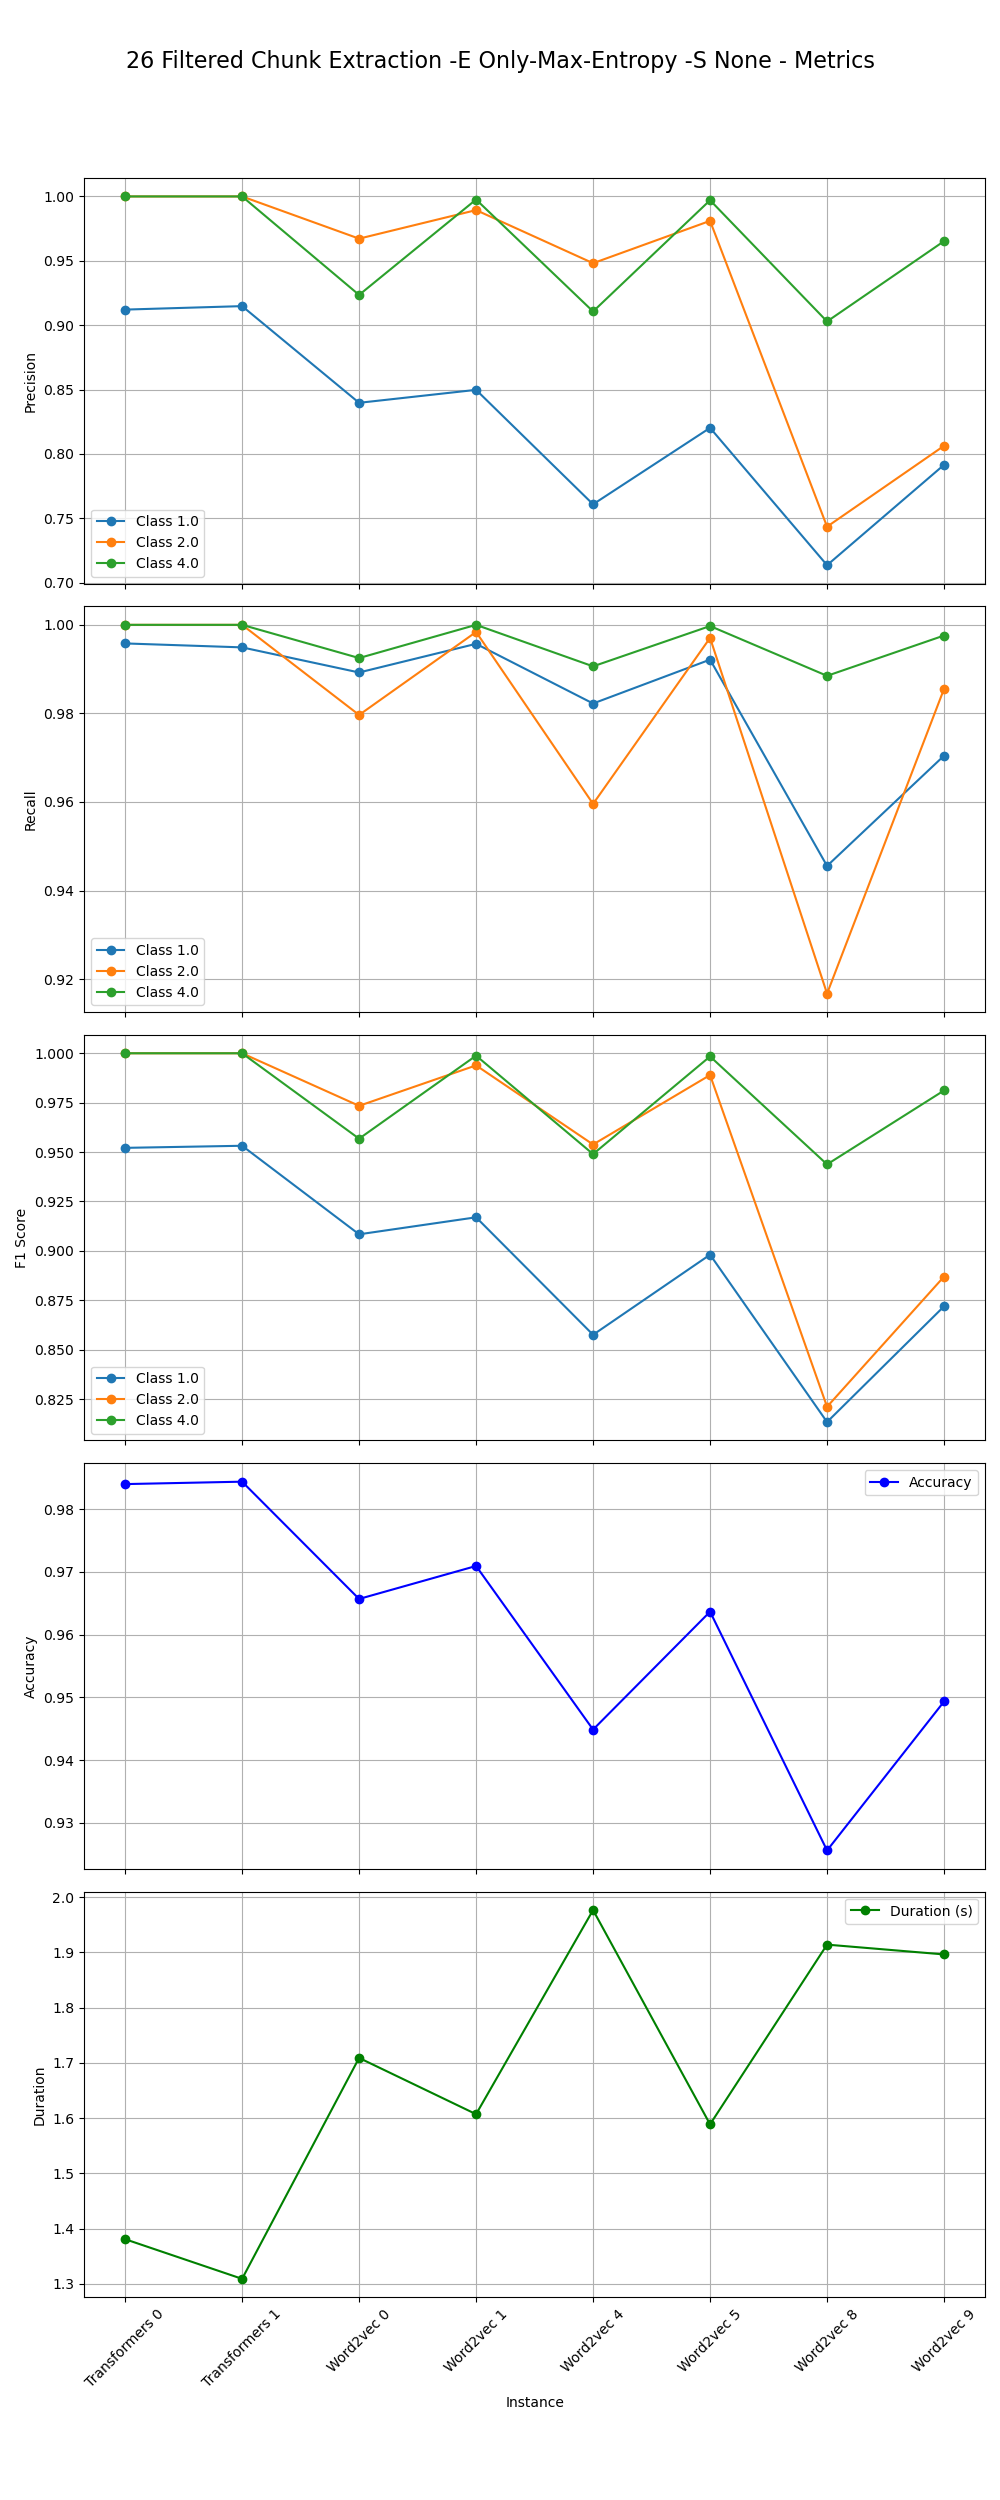 26 Filtered Chunk Extraction -E Only-Max-Entropy -S None - Metrics
1.00
0.95
0.90
0.85
0.80
0.75
0.70
Precision
Class 1.0
Class 2.0
Class 4.0
1.00
0.98
0.96
0.94
0.92
Recall
Class 1.0
Class 2.0
Class 4.0
1.000
0.975
0.950
0.925
0.900
0.875
0.850
0.825
F1 Score
Class 1.0
Class 2.0
Class 4.0
0.98
0.97
0.96
0.95
0.94
0.93
Accuracy
Accuracy
2.0
1.9
1.8
1.7
1.6
1.5
1.4
1.3
Duration
Duration (s)
Transformers 0
Transformers 1
Word2vec 0
Word2vec 1
Word2vec 4
Word2vec 5
Word2vec 8
Word2vec 9
Instance